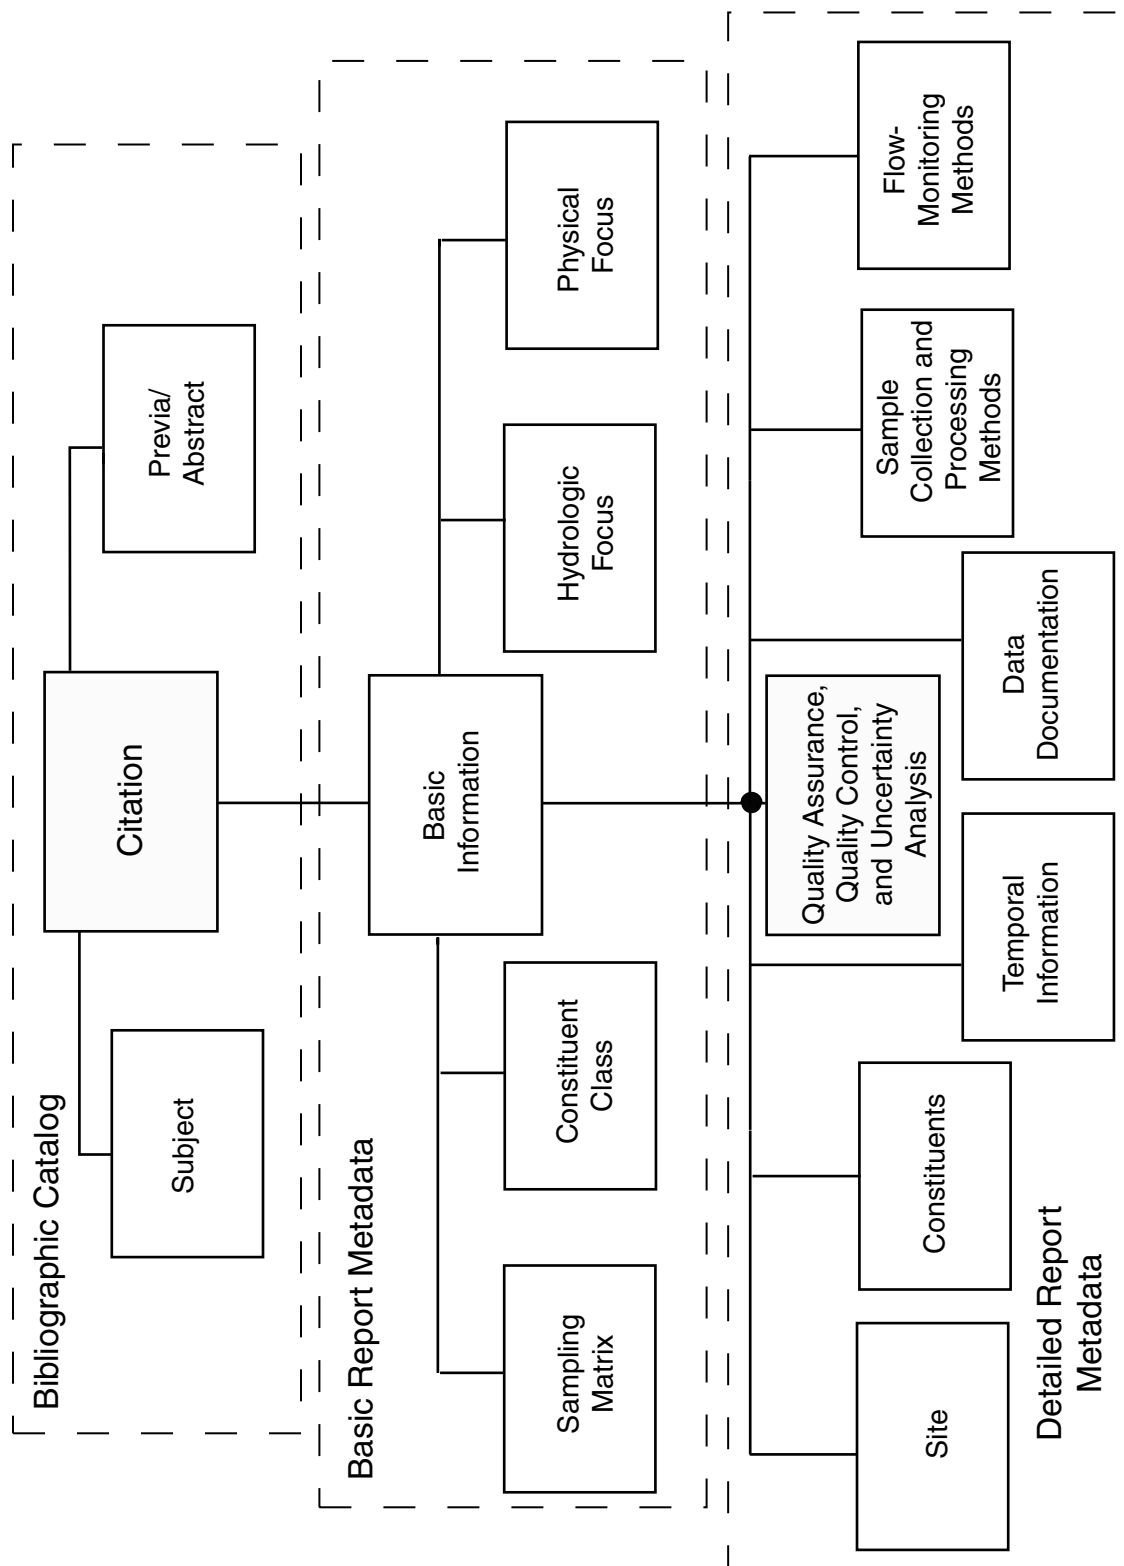 Bibliographic Catalog
Citation
Subject
Previa/
Abstract
Basic Report Metadata
Basic
Information
Sampling
Matrix
Constituent
Class
Hydrologic
Focus
Physical
Focus
Detailed Report
Metadata
Site
Constituents
Temporal
Information
Quality Assurance,
Quality Control,
and Uncertainty
Analysis
Data
Documentation
Sample
Collection and
Processing
Methods
Flow-
Monitoring
Methods